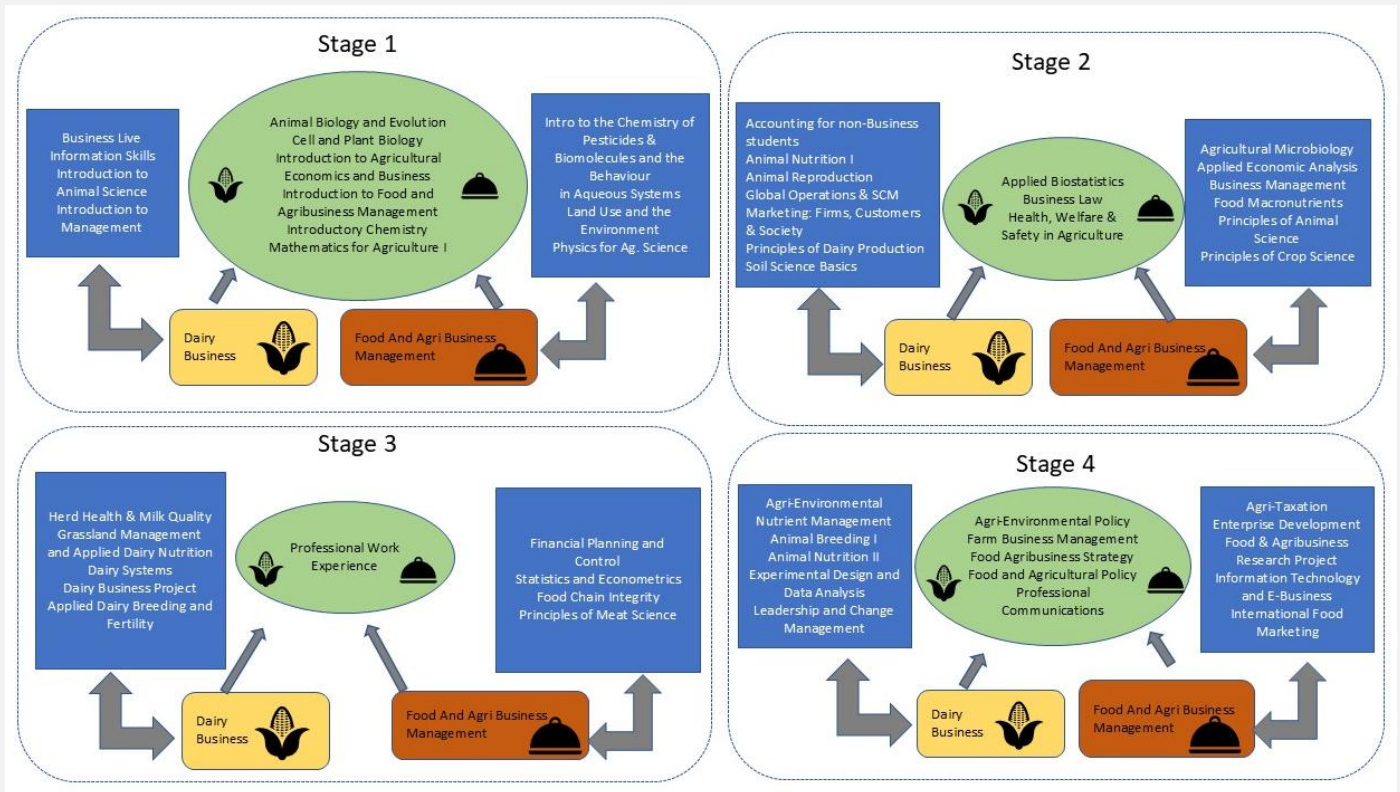 Stage 1
Business Live
Information Skills
Introduction to
Animal Science
Introduction to
Management
Animal Biology and Evolution
Cell and Plant Biology
Introduction to Agricultural
Economics and Business
Introduction to Food and
Agribusiness Management
Introductory Chemistry
Mathematics for Agriculture I
Intro to the Chemistry of
Pesticides &
Biomolecules and the
Behaviour
in Aqueous Systems
Land Use and the
Environment
Physics for Ag. Science
Dairy
Business
Food And Agri Business
Management
Stage 2
Accounting for non-Business
students
Animal Nutrition I
Animal Reproduction
Global Operations & SCM
Marketing: Firms, Customers
& Society
Principles of Dairy Production
Soil Science Basics
Applied Biostatistics
Business Law
Health, Welfare &
Safety in Agriculture
Agricultural Microbiology
Applied Economic Analysis
Business Management
Food Macronutrients
Principles of Animal
Science
Principles of Crop Science
Dairy
Business
Food And Agri Business
Management
Stage 3
Herd Health & Milk Quality
Grassland Management
and Applied Dairy Nutrition
Dairy Systems
Dairy Business Project
Applied Dairy Breeding and
Fertility
Professional Work
Experience
Financial Planning and
Control
Statistics and Econometrics
Food Chain Integrity
Principles of Meat Science
Dairy
Business
Food And Agri Business
Management
Stage 4
Agri-Environmental
Nutrient Management
Animal Breeding I
Animal Nutrition II
Experimental Design and
Data Analysis
Leadership and Change
Management
Agri-Environmental Policy
Farm Business Management
Food Agribusiness Strategy
Food and Agricultural Policy
Professional
Communications
Agri-Taxation
Enterprise Development
Food & Agribusiness
Research Project
Information Technology
and E-Business
International Food
Marketing
Dairy
Business
Food And Agri Business
Management